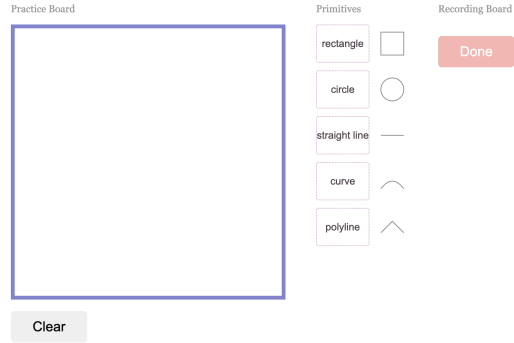 Practice Board
Primitives
Recording Board
rectangle
Done
circle
straight line
curve
polyline
Clear